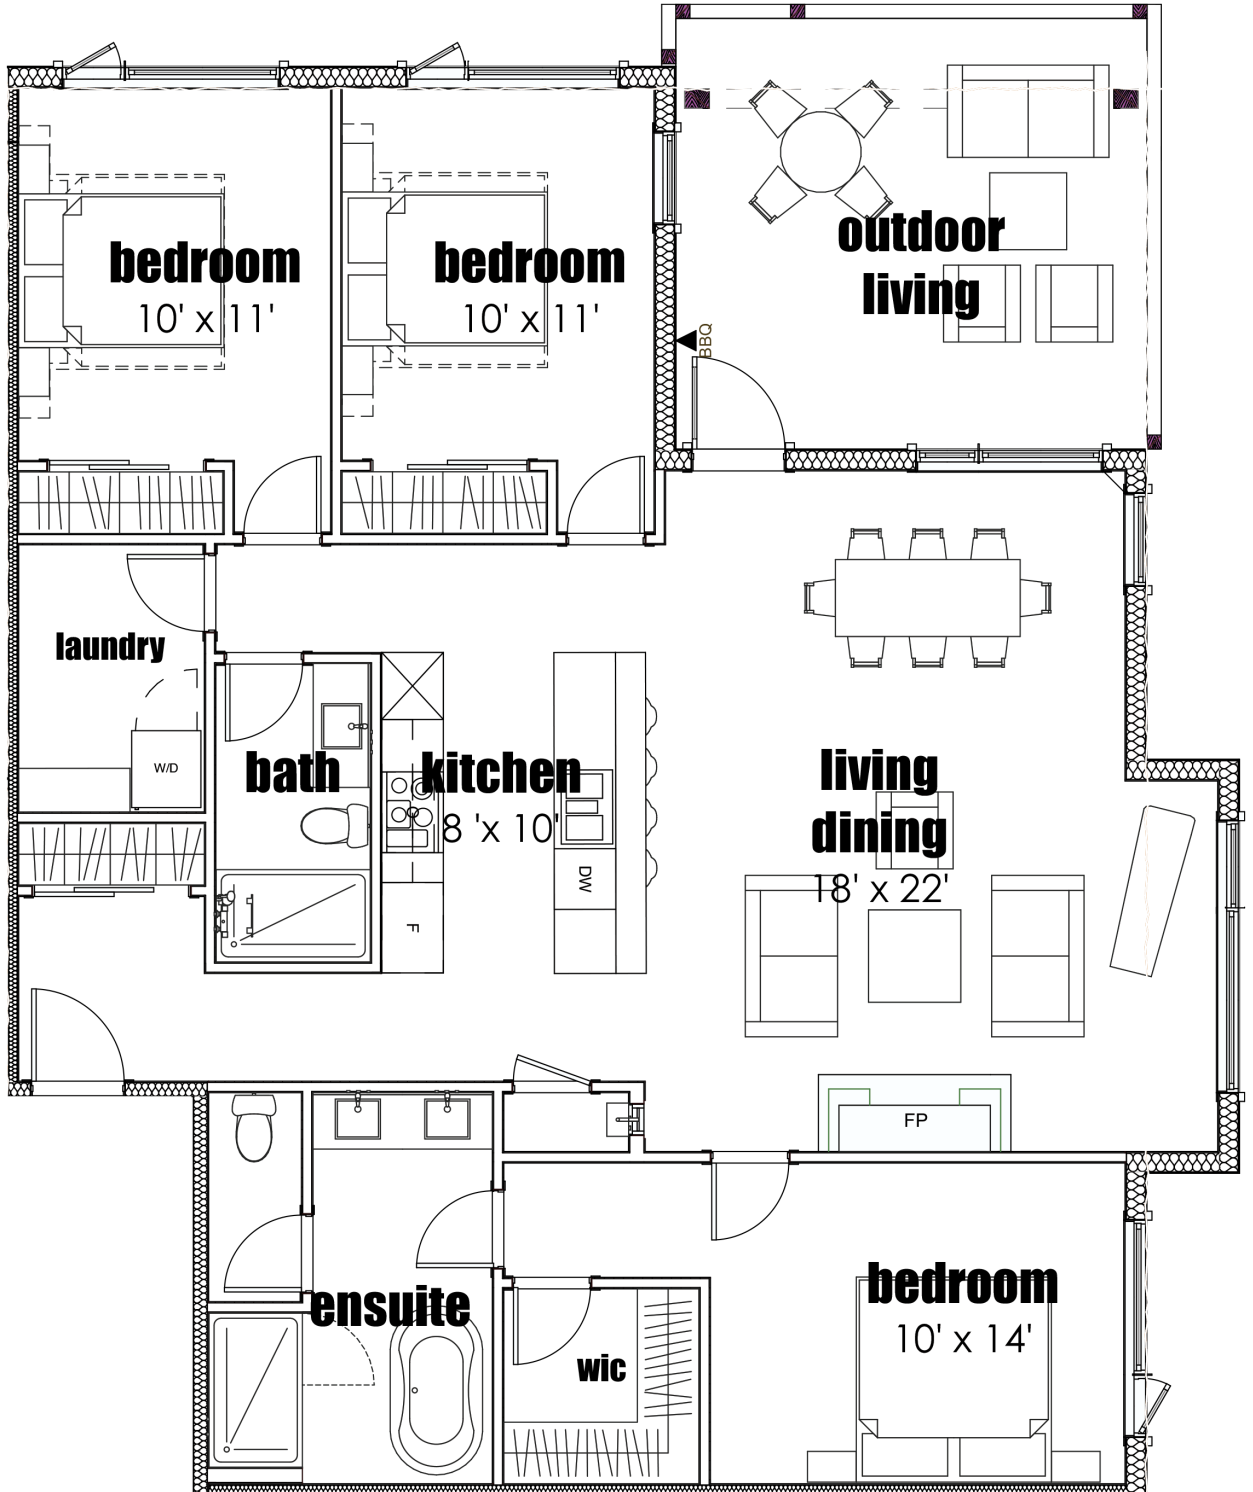 bedroom
10' x 11'
bedroom
10' x 11'
outdoor
living
BBQ
laundry
W/D
bath
kitchen
8 'x 10'
DW
F
living
dining
18' x 22'
FP
ensuite
wic
bedroom
10' x 14'